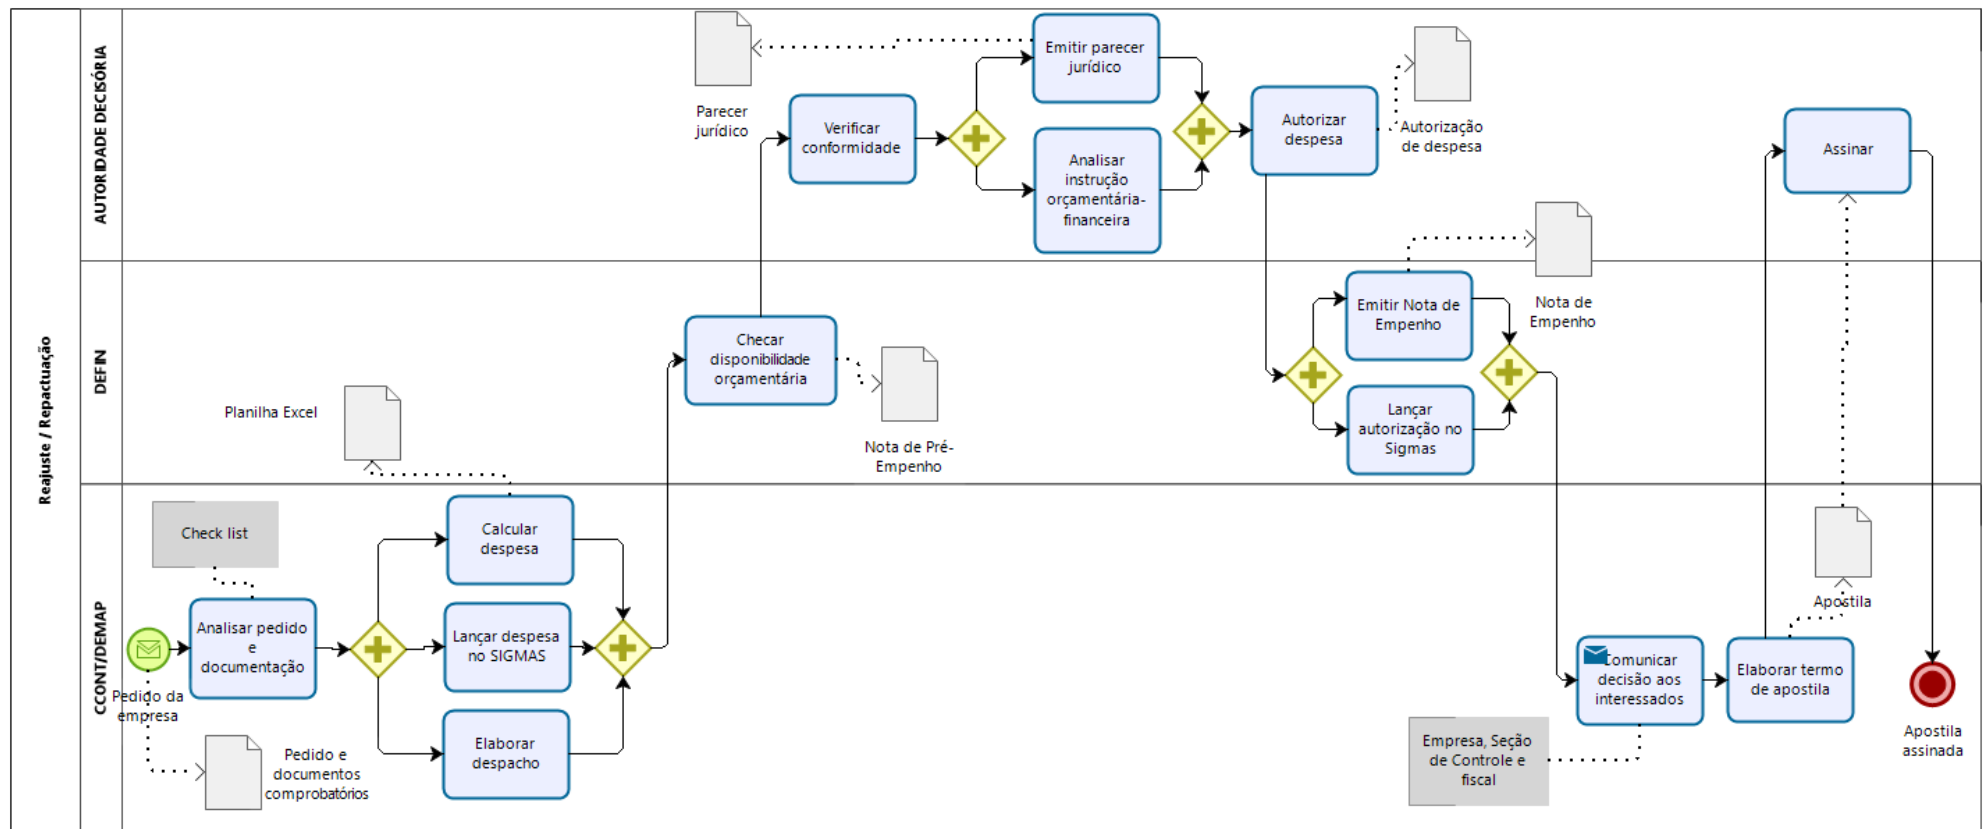 Reajuste / Repactuação
AUTORIDADE DECISÓRIA
Parecer
jurídico
Verificar
conformidade
Emitir parecer
jurídico
Analisar
instrução
orçamentária-
financeira
Autorizar
despesa
Autorização
de despesa
Assinar
DEFIN
Planilha Excel
Checar
disponibilidade
orçamentária
Nota de Pré-
Empenho
Emitir Nota de
Empenho
Nota de
Empenho
Lançar
autorização no
Sigmas
CCONT/DEMAP
Check list
Pedido da
empresa
Analisar pedido
e
documentação
Pedido e
documentos
comprobatórios
Calcular
despesa
Lançar despesa
no SIGMAS
Elaborar
despacho
Comunicar
decisão aos
interessados
Empresa, Seção
de Controle e
fiscal
Elaborar termo
de apostila
Apostila
Apostila
assinada